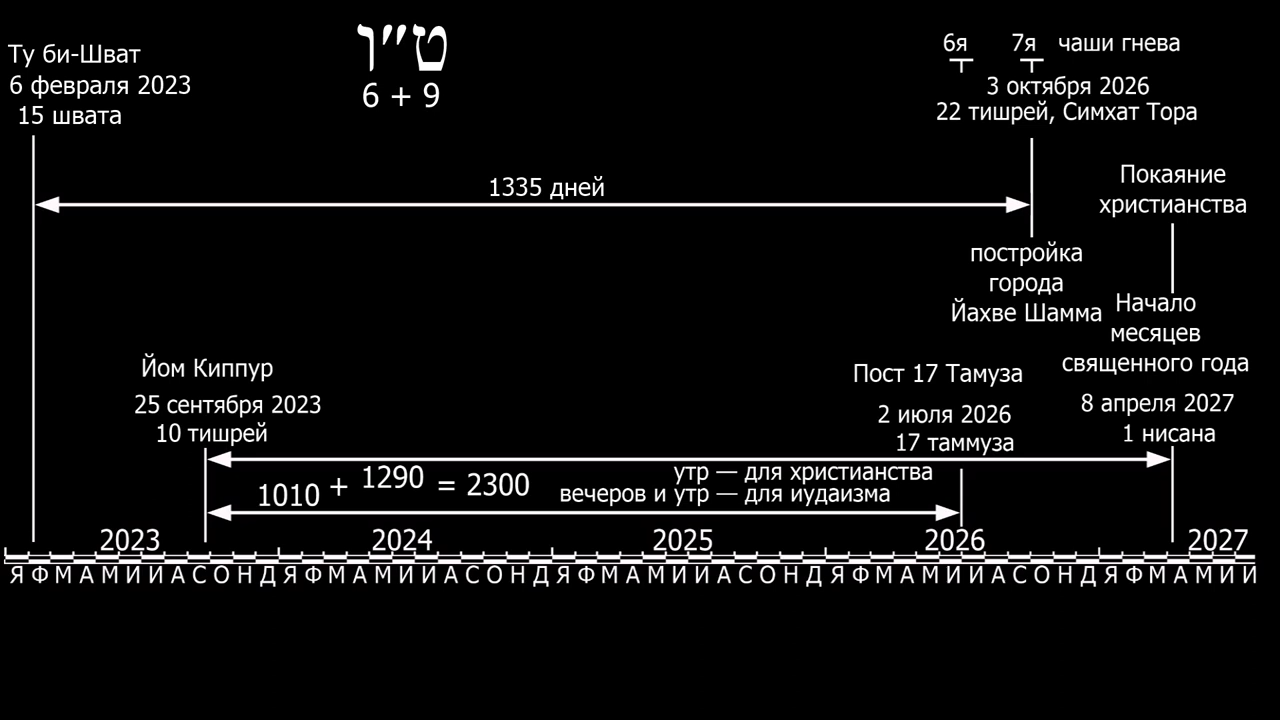 Ту би-Шват
6 февраля 2023
15 швата
ט"ו
6 + 9
6я 7я чаши гнева
3 октября 2026
22 тишрей, Симхат Тора
1335 дней
Покаяние
христианства
постройка
города
Йахве Шамма
Начало
месяцев
священного года
8 апреля 2027
1 нисана
Йом Киппур
25 сентября 2023
10 тишрей
Пост 17 Тамуза
2 июля 2026
17 таммуза
1010 + 1290 = 2300
утр — для христианства
вечеров и утр — для иудаизма
2023 2024 2025 2026 2027
Я Ф М А М И И А С О Н Д Я Ф М А М И И А С О Н Д Я Ф М А М И И А С О Н Д Я Ф М А М И И А С О Н Д Я Ф М А М И И